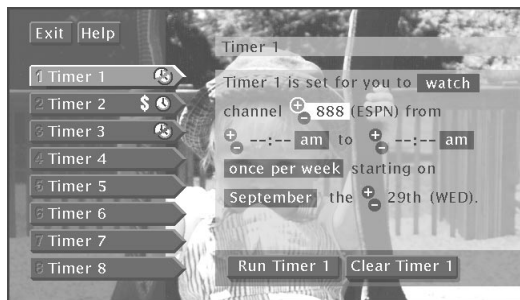 Exit Help
1 Timer 1
2 Timer 2 $
3 Timer 3
4 Timer 4
5 Timer 5
6 Timer 6
7 Timer 7
8 Timer 8
Timer 1
Timer 1 is set for you to watch
channel 888 (ESPN) from
--:-- am to --:-- am
once per week starting on
September the 29th (WED).
Run Timer 1 Clear Timer 1